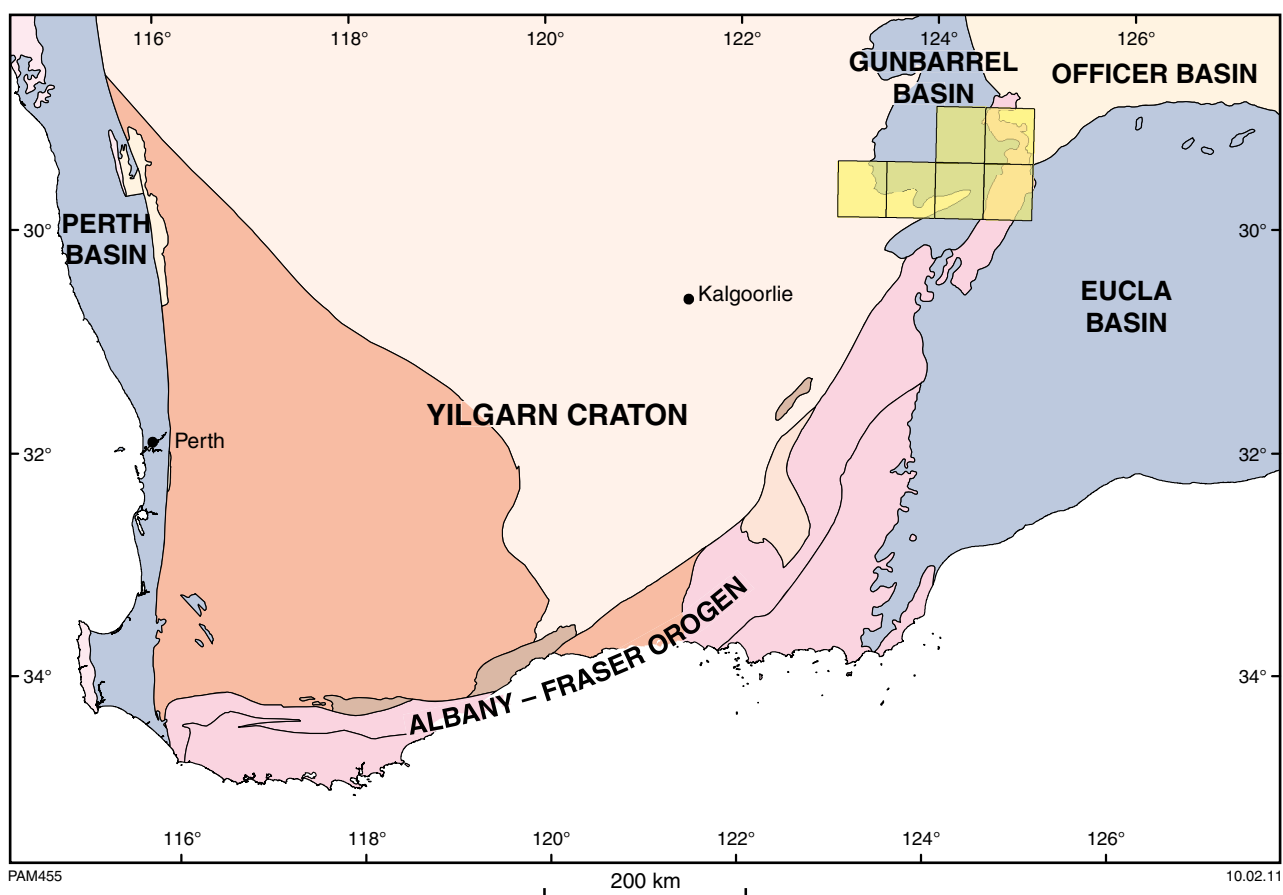 116° 118° 120° 122° 124° 126°
GUNBARREL
BASIN
OFFICER BASIN
PERTH
BASIN
30° 30°
Kalgoorlie
EUCLA
BASIN
YILGARN CRATON
Perth
32° 32°
ALBANY – FRASER OROGEN
34° 34°
116° 118° 120° 122° 124° 126°
PAM455
200 km
10.02.11